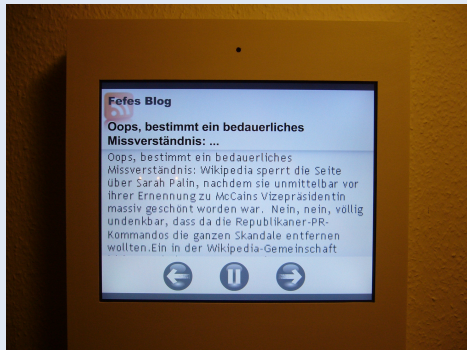 Fefes Blog
Oops, bestimmt ein bedauerliches
Missverständnis: ...
Oops, bestimmt ein bedauerliches
Missverständnis: Wikipedia sperrt die Seite
über Sarah Palin, nachdem sie unmittelbar vor
ihrer Ernennung zu McCains Vizepräsidentin
massiv geschönt worden war. Nein, nein, völlig
undenkbar, dass da die Republikaner-PR-
Kommandos die ganzen Skandale entfernen
wollten.Ein in der Wikipedia-Gemeinschaft